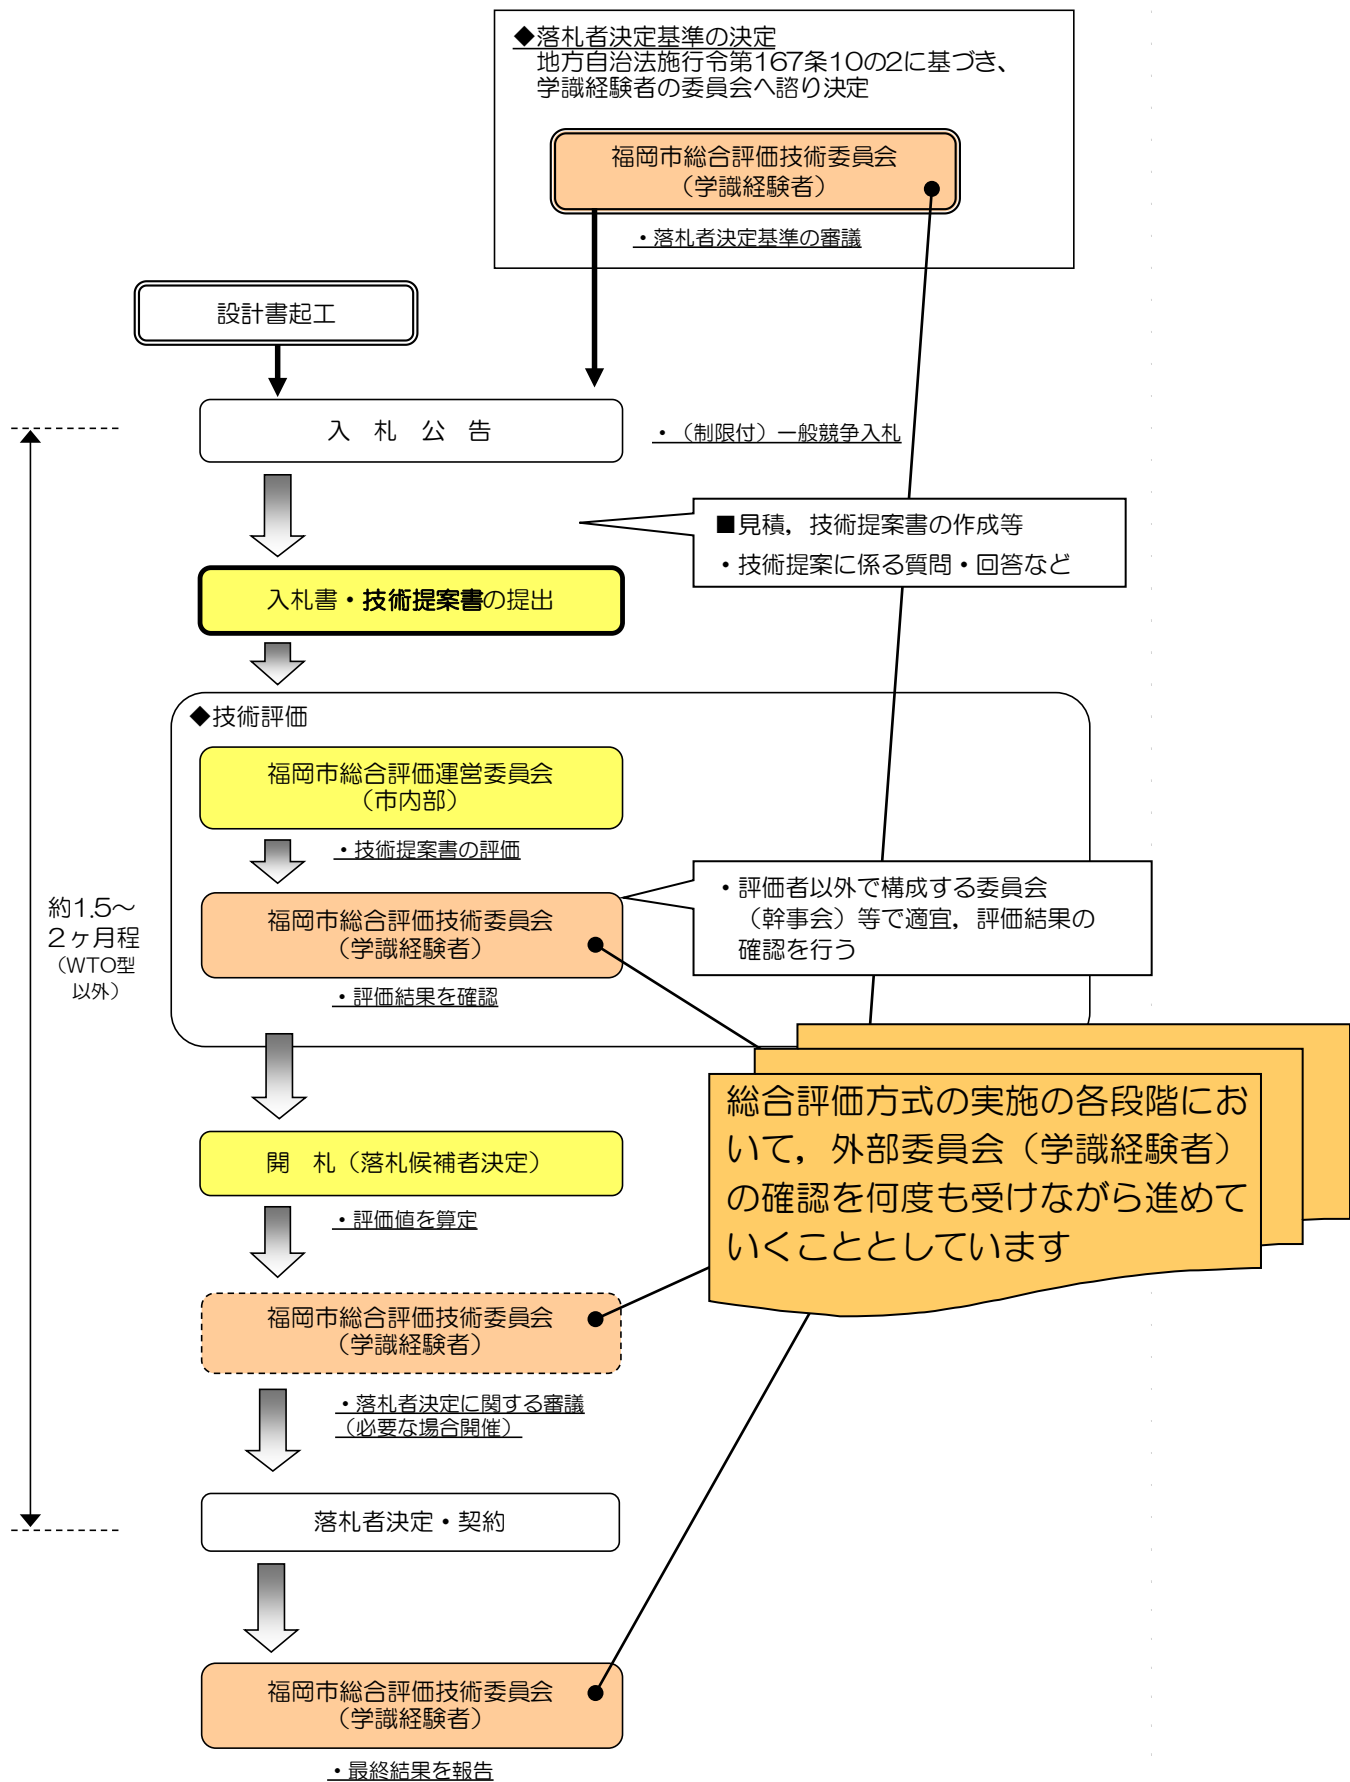 ◆落札者決定基準の決定
地方自治法施行令第167条10の2に基づき、
学識経験者の委員会へ諮り決定
福岡市総合評価技術委員会
（学識経験者）
・落札者決定基準の審議
設計書起工
入　札　公　告
・（制限付）一般競争入札
■見積，技術提案書の作成等
・技術提案に係る質問・回答など
入札書・技術提案書の提出
◆技術評価
福岡市総合評価運営委員会
（市内部）
・技術提案書の評価
・評価者以外で構成する委員会
（幹事会）等で適宜，評価結果の
確認を行う
福岡市総合評価技術委員会
（学識経験者）
・評価結果を確認
約1.5～
２ヶ月程
（WTO型
以外）
総合評価方式の実施の各段階にお
いて，外部委員会（学識経験者）
の確認を何度も受けながら進めて
いくこととしています
開　札（落札候補者決定）
・評価値を算定
福岡市総合評価技術委員会
（学識経験者）
・落札者決定に関する審議
（必要な場合開催）
落札者決定・契約
福岡市総合評価技術委員会
（学識経験者）
・最終結果を報告